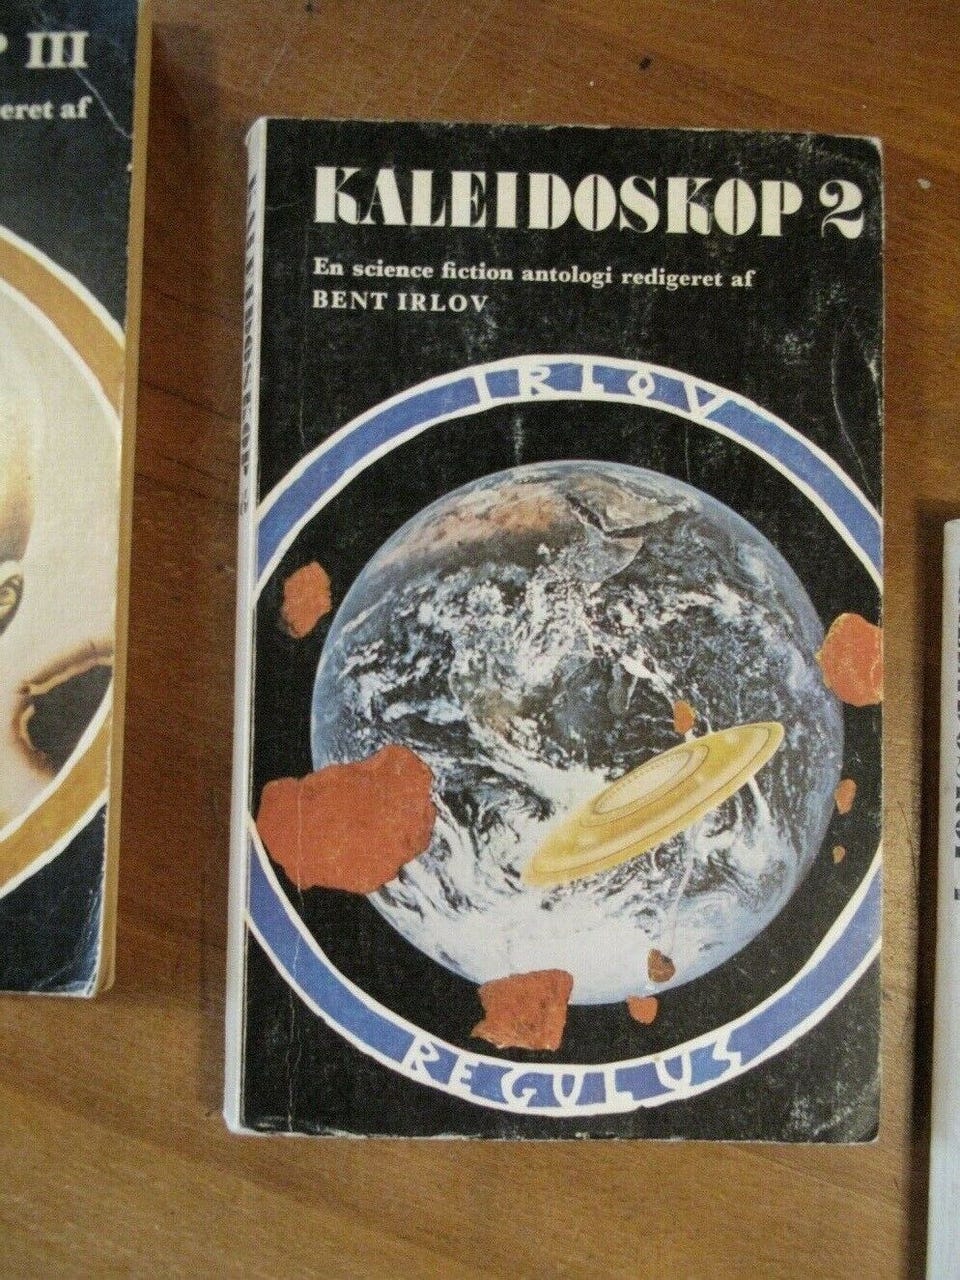 III
eret af
KALEIDOSKOP 2
En science fiction antologi redigeret af
BENT IRLOV
IRLOV
REGULUS
KALEIDOSKOP 2